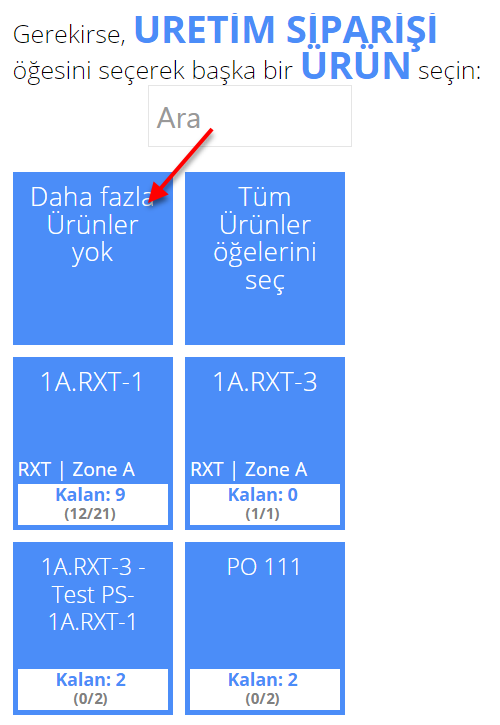 Gerekirse, ÜRETİM SİPARİŞİ
öğesini seçerek başka bir ÜRÜN seçin:
Ara
Daha fazla
Ürünler
yok
Tüm
Ürünler
öğelerini
seç
1A.RXT-1
RXT | Zone A
Kalan: 9
(12/21)
1A.RXT-3
RXT | Zone A
Kalan: 0
(1/1)
1A.RXT-3 -
Test PS-
1A.RXT-1
Kalan: 2
(0/2)
PO 111
Kalan: 2
(0/2)